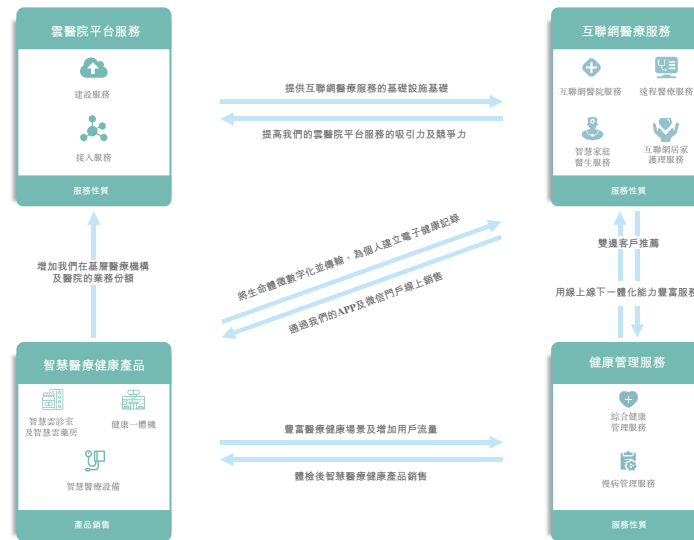 雲醫院平台服務
建設服務
接入服務
服務性質
提供互聯網醫療服務的基礎設施基礎
提高我們的雲醫院平台服務的吸引力及競爭力
互聯網醫療服務
互聯網醫院服務
遠程醫療服務
智慧家庭
醫生服務
互聯網居家
護理服務
服務性質
增加我們在基層醫療機構
及醫院的業務份額
將生命體徵數字化並傳輸，為個人建立電子健康記錄
通過我們的APP及微信門戶線上銷售
雙邊客戶推薦
用線上線下一體化能力豐富服務
智慧醫療健康產品
智慧雲診室
及智慧雲藥房
健康一體機
智慧醫療設備
產品銷售
豐富醫療健康場景及增加用戶流量
體檢後智慧醫療健康產品銷售
健康管理服務
綜合健康
管理服務
慢病管理服務
服務性質